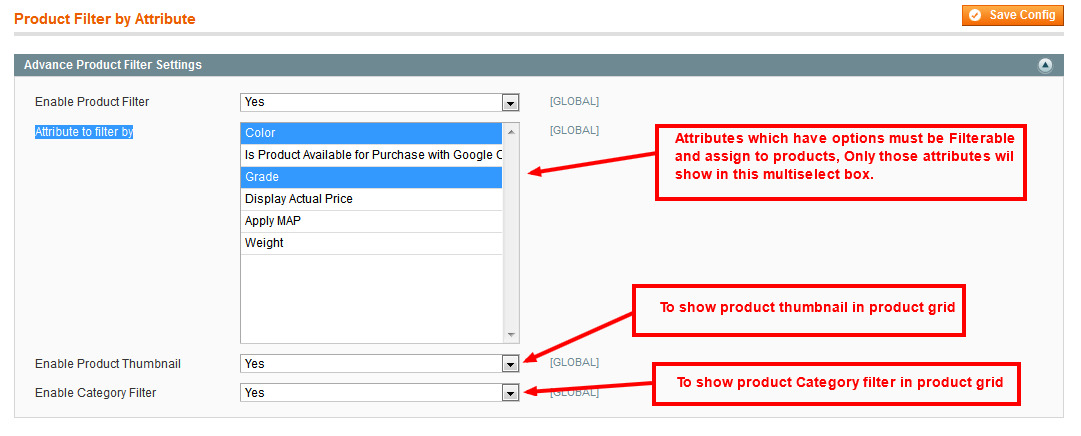 Product Filter by Attribute
Save Config
Advance Product Filter Settings
Enable Product Filter
Yes
[GLOBAL]
Attribute to filter by
Color
Is Product Available for Purchase with Google C
Grade
Display Actual Price
Apply MAP
Weight
[GLOBAL]
Attributes which have options must be Filterable
and assign to products, Only those attributes wil
show in this multiselect box.
To show product thumbnail in product grid
Enable Product Thumbnail
Yes
[GLOBAL]
To show product Category filter in product grid
Enable Category Filter
Yes
[GLOBAL]